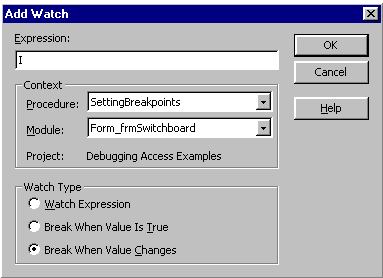 Add Watch
Expression:
I
OK
Cancel
Help
Context
Procedure: SettingBreakpoints
Module: Form_frmSwitchboard
Project: Debugging Access Examples
Watch Type
Watch Expression
Break When Value Is True
Break When Value Changes